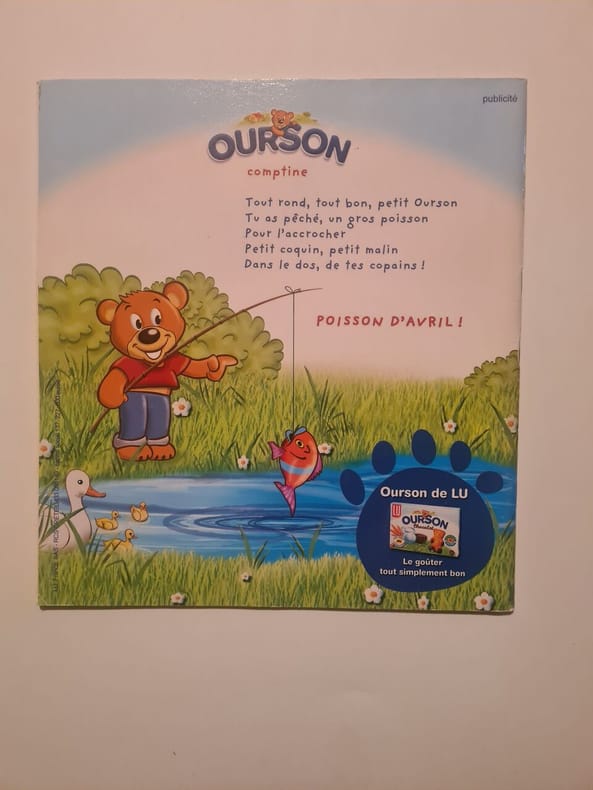 publicité
OURSON
comptine
Tout rond, tout bon, petit Ourson
Tu as pêché, un gros poisson
Pour l'accrocher
Petit coquin, petit malin
Dans le dos, de tes copains !
POISSON D'AVRIL !
Ourson de LU
LU
OURSON
Chocolat
Le goûter
tout simplement bon